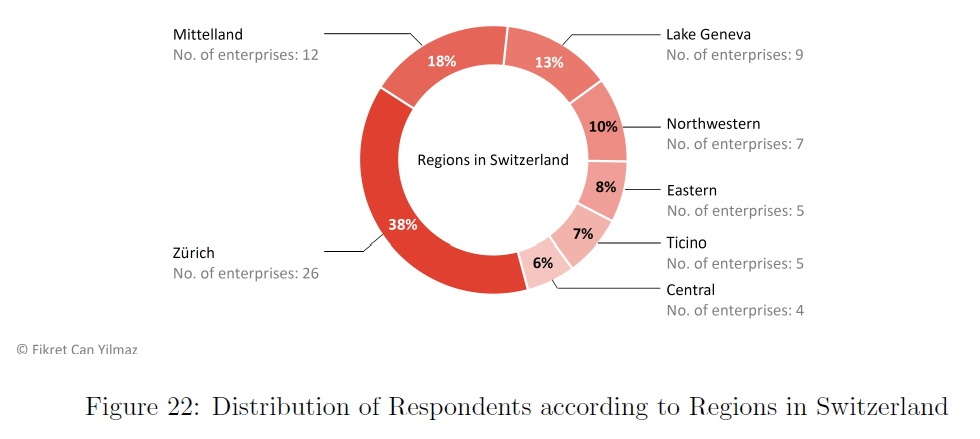 Mittelland
No. of enterprises: 12
18%
13%
Lake Geneva
No. of enterprises: 9
10%
Northwestern
No. of enterprises: 7
Regions in Switzerland
8%
Eastern
No. of enterprises: 5
38%
7%
Ticino
No. of enterprises: 5
Zürich
No. of enterprises: 26
6%
Central
No. of enterprises: 4
© Fikret Can Yilmaz
Figure 22: Distribution of Respondents according to Regions in Switzerland